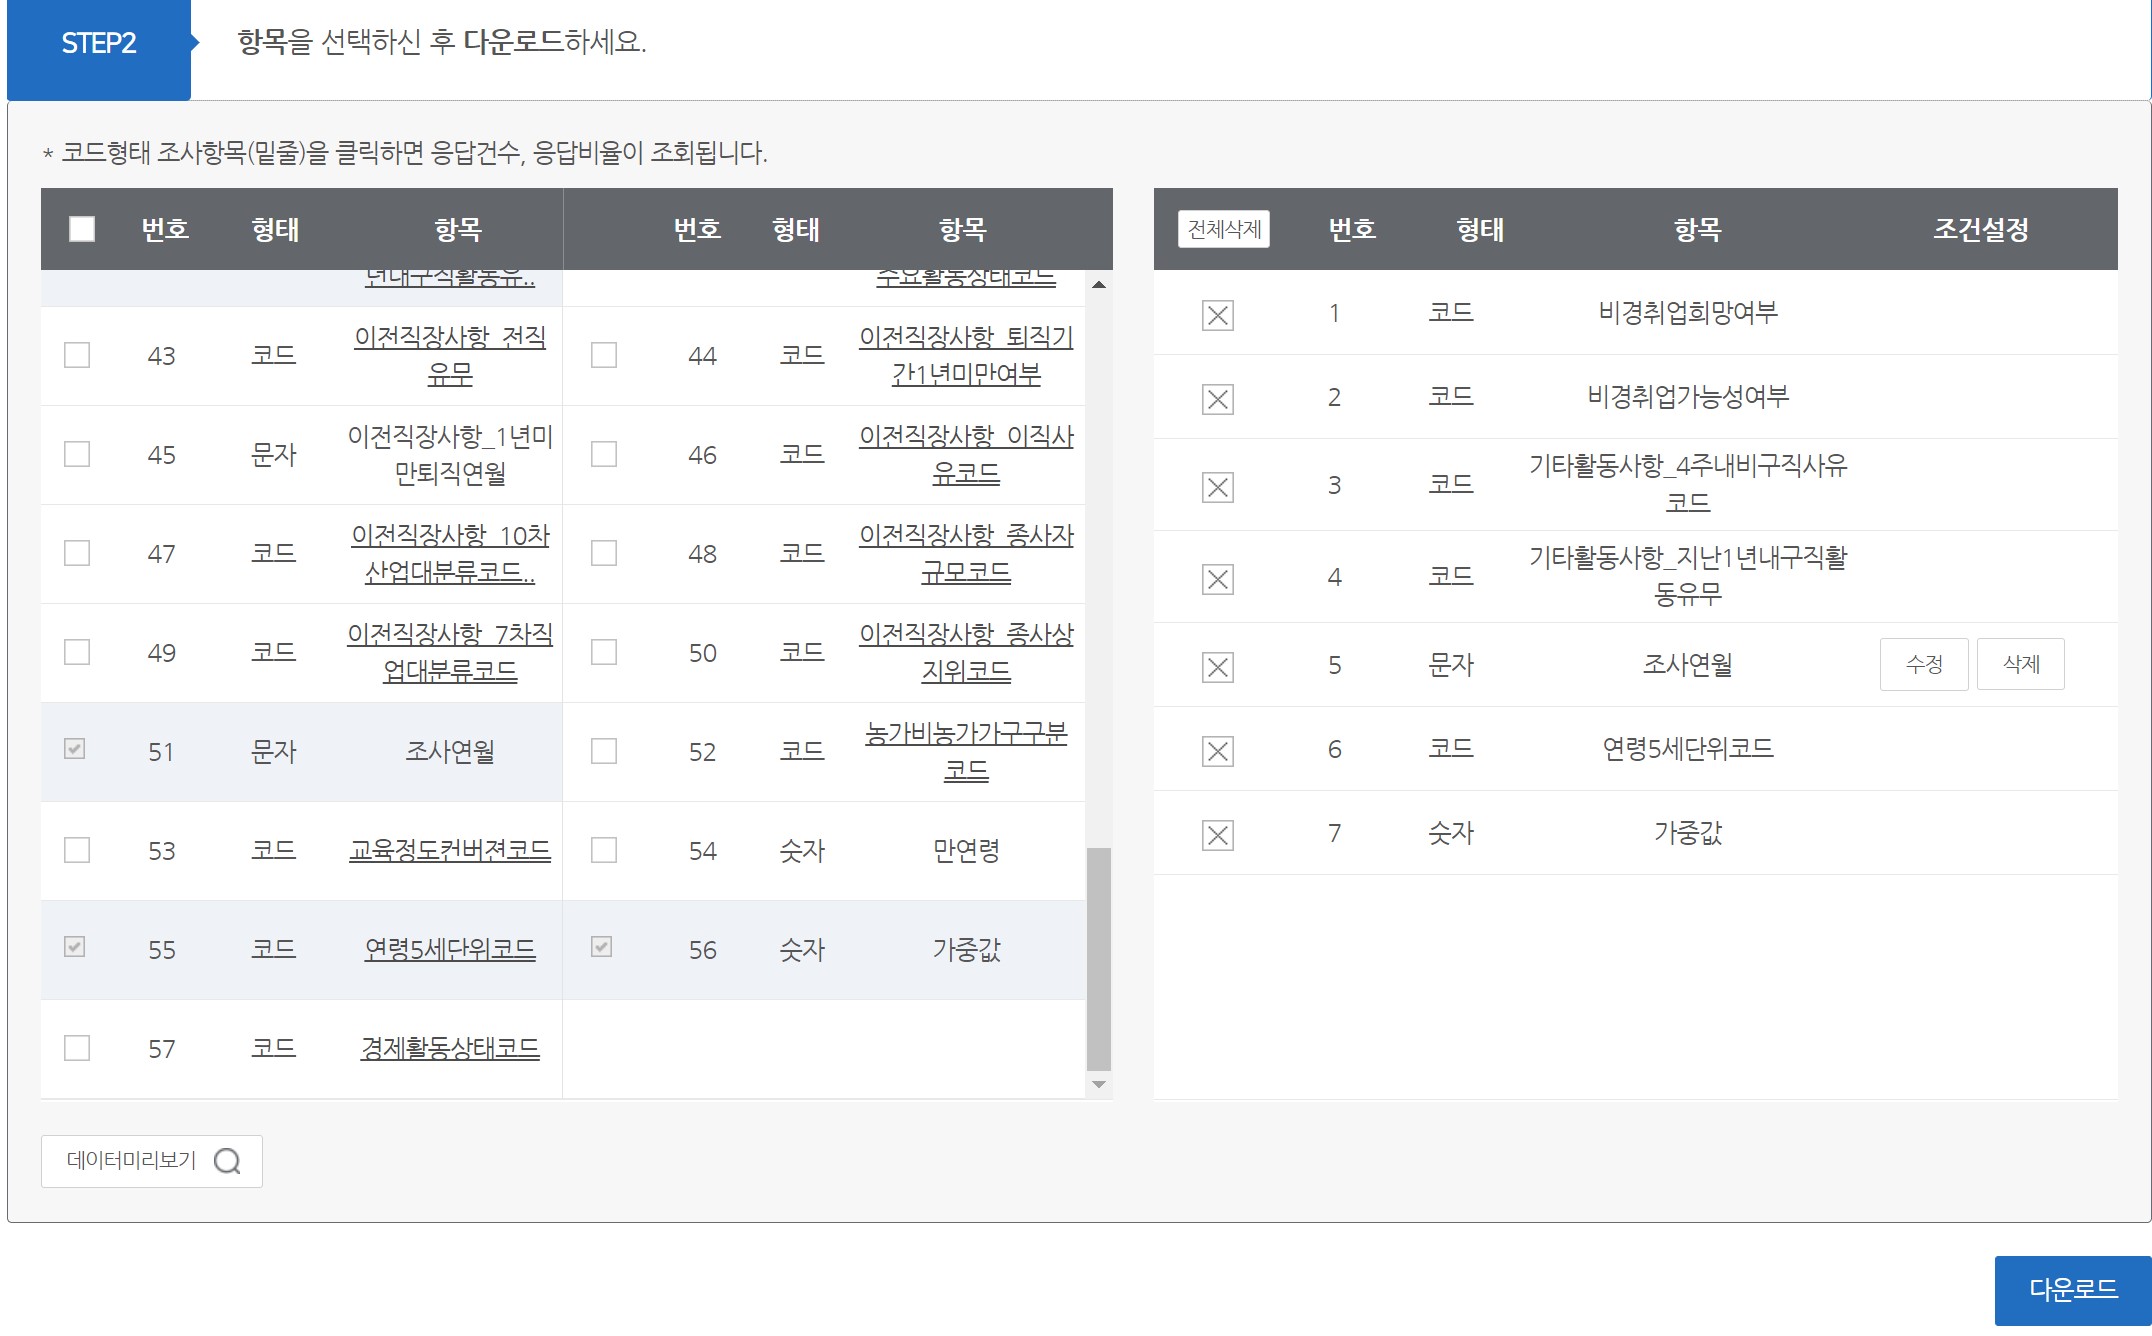 STEP2
항목을 선택하신 후 다운로드하세요.
* 코드형태 조사항목(밑줄)을 클릭하면 응답건수, 응답비율이 조회됩니다.
번호 형태 항목 번호 형태 항목
년내구직활동유.. 주요활동상태코드
43 코드 이전직장사항_전직
유무
44 코드 이전직장사항_퇴직기
간1년미만여부
45 문자 이전직장사항_1년미
만퇴직연월
46 코드 이전직장사항_이직사
유코드
47 코드 이전직장사항_10차
산업대분류코드..
48 코드 이전직장사항_종사자
규모코드
49 코드 이전직장사항_7차직
업대분류코드
50 코드 이전직장사항_종사상
지위코드
51 문자 조사연월
52 코드 농가비농가가구구분
코드
53 코드 교육정도컨버젼코드
54 숫자 만연령
55 코드 연령5세단위코드
56 숫자 가중값
57 코드 경제활동상태코드
전체삭제 번호 형태 항목 조건설정
1 코드 비경취업희망여부
2 코드 비경취업가능성여부
3 코드 기타활동사항_4주내비구직사유
코드
4 코드 기타활동사항_지난1년내구직활
동유무
5 문자 조사연월 수정 삭제
6 코드 연령5세단위코드
7 숫자 가중값
데이터미리보기
다운로드